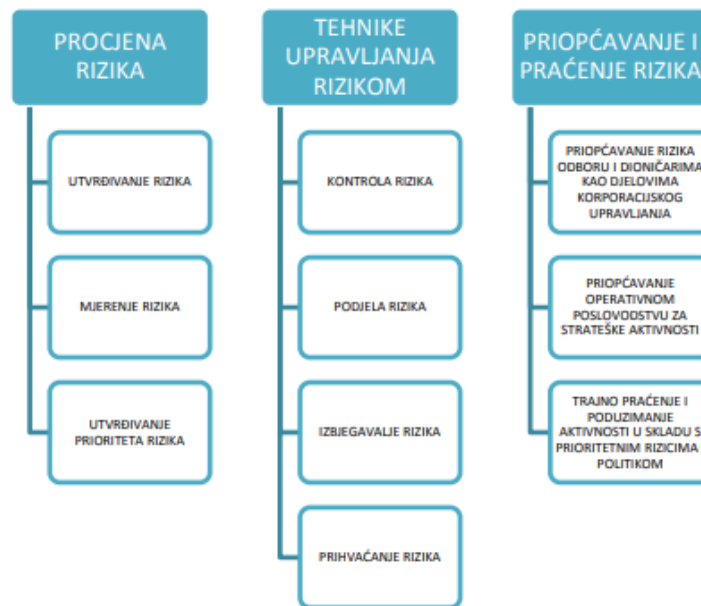 PROCJENA
RIZIKA
UTVRĐIVANJE RIZIKA
MJERENJE RIZIKA
UTVRĐIVANJE
PRIORITETA RIZIKA
TEHNIKE
UPRAVLJANJA
RIZIKOM
KONTROLA RIZIKA
PODJELA RIZIKA
IZBJEGAVALJE RIZIKA
PRIHVAĆANJE RIZIKA
PRIOPĆAVANJE I
PRAĆENJE RIZIKA
PRIOPĆAVANJE RIZIKA
ODBORU I DIONIČARIMA
KAO DJELOVIMA
KORPORACIJSKOG
UPRAVLJANJA
PRIOPĆAVANJE
OPERATIVNOM
POSLOVODSTVU ZA
STRATEŠKE AKTIVNOSTI
TRAJNO PRAĆENJE I
PODUZIMANJE
AKTIVNOSTI U SKLADU S
PRIORITETNIM RIZICIMA
POLITIKOM